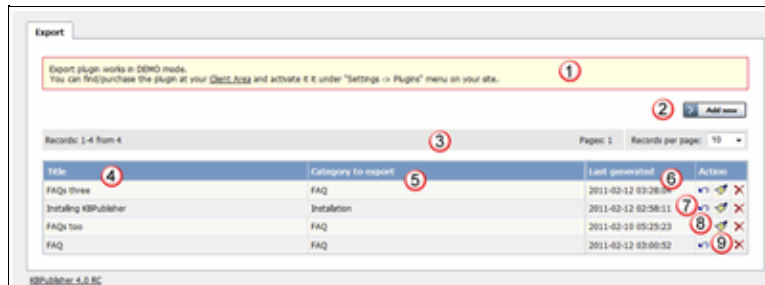 Export
Export plugin works in DEMO mode.
You can find/purchase the plugin at your Client Area and activate it it under "Settings -> Plugins" menu on your site.
1
2 Add new
Records: 1-4 from 4 3 Pages: 1 Records per page: 10
Title 4 Category to export 5 Last generated 6 Action
FAQs three FAQ 2011-02-12 03:28:04
Instaling KBPublisher Instalation 2011-02-12 02:58:11 7
FAQs too FAQ 2011-02-10 05:25:23 8
FAQ FAQ 2011-02-12 03:00:52 9
KBPublisher 4.0 RC